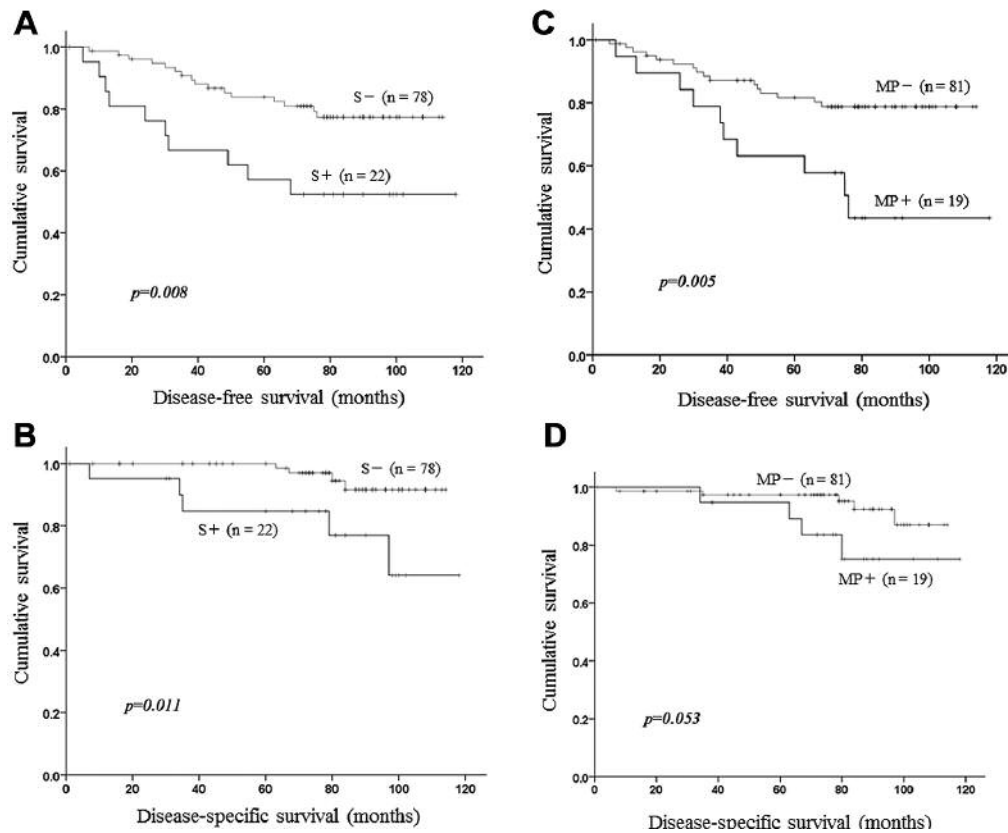 A
1.0
0.8
0.6
0.4
0.2
0.0
Cumulative survival
S− (n = 78)
S+ (n = 22)
p=0.008
0 20 40 60 80 100 120
Disease-free survival (months)
B
1.0
0.8
0.6
0.4
0.2
0.0
Cumulative survival
S− (n = 78)
S+ (n = 22)
p=0.011
0 20 40 60 80 100 120
Disease-specific survival (months)
C
1.0
0.8
0.6
0.4
0.2
0.0
Cumulative survival
MP− (n = 81)
MP+ (n = 19)
p=0.005
0 20 40 60 80 100 120
Disease-free survival (months)
D
1.0
0.8
0.6
0.4
0.2
0.0
Cumulative survival
MP− (n = 81)
MP+ (n = 19)
p=0.053
0 20 40 60 80 100 120
Disease-specific survival (months)